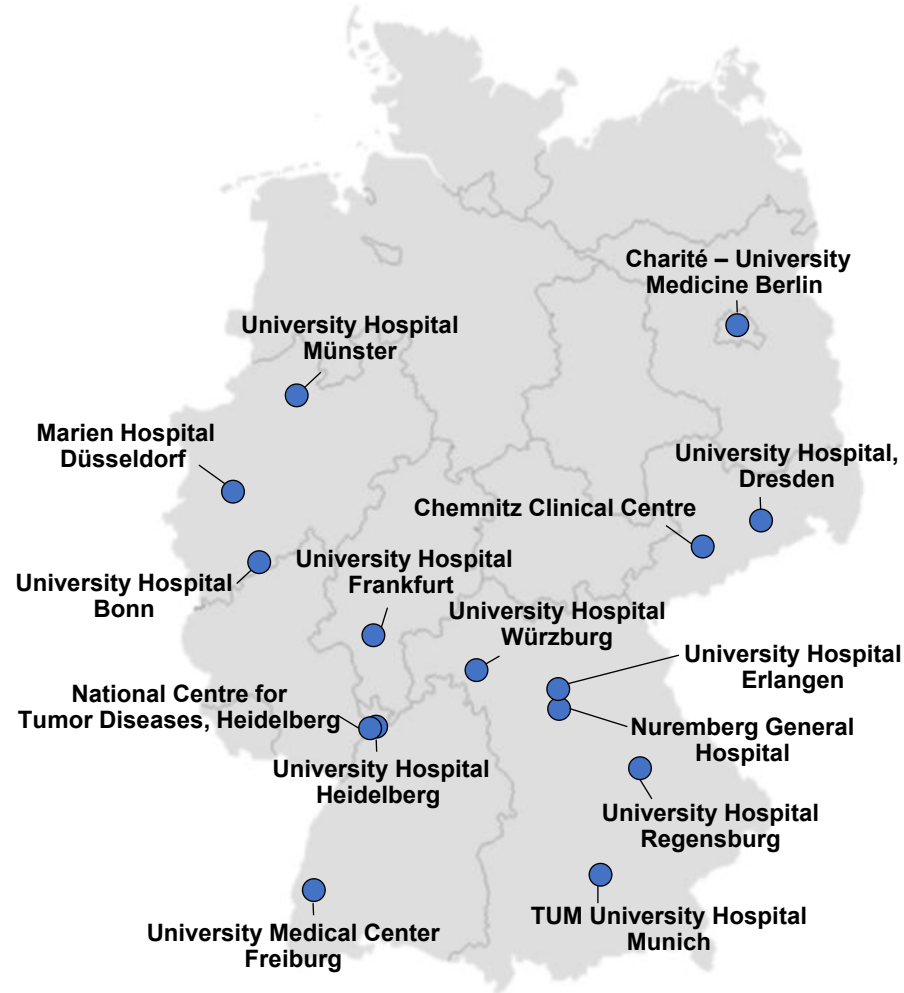 Charité – University
Medicine Berlin
University Hospital
Münster
Marien Hospital
Düsseldorf
University Hospital,
Dresden
Chemnitz Clinical Centre
University Hospital
Frankfurt
University Hospital
Bonn
University Hospital
Würzburg
University Hospital
Erlangen
National Centre for
Tumor Diseases, Heidelberg
Nuremberg General
Hospital
University Hospital
Heidelberg
University Hospital
Regensburg
TUM University Hospital
Munich
University Medical Center
Freiburg